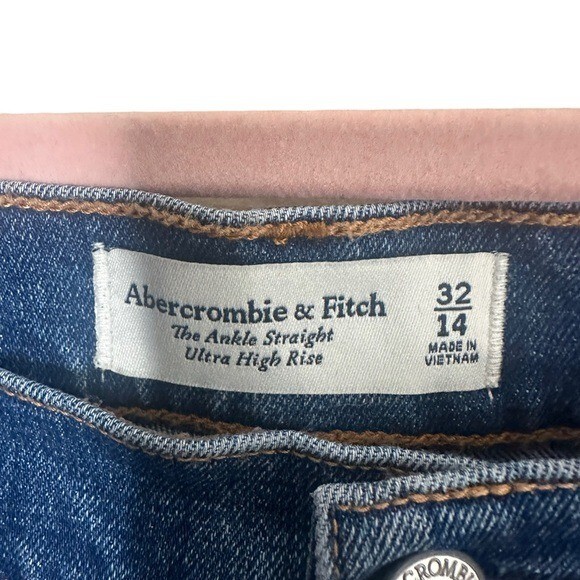 Abercrombie & Fitch
The Ankle Straight
Ultra High Rise
32
14
MADE IN
VIETNAM